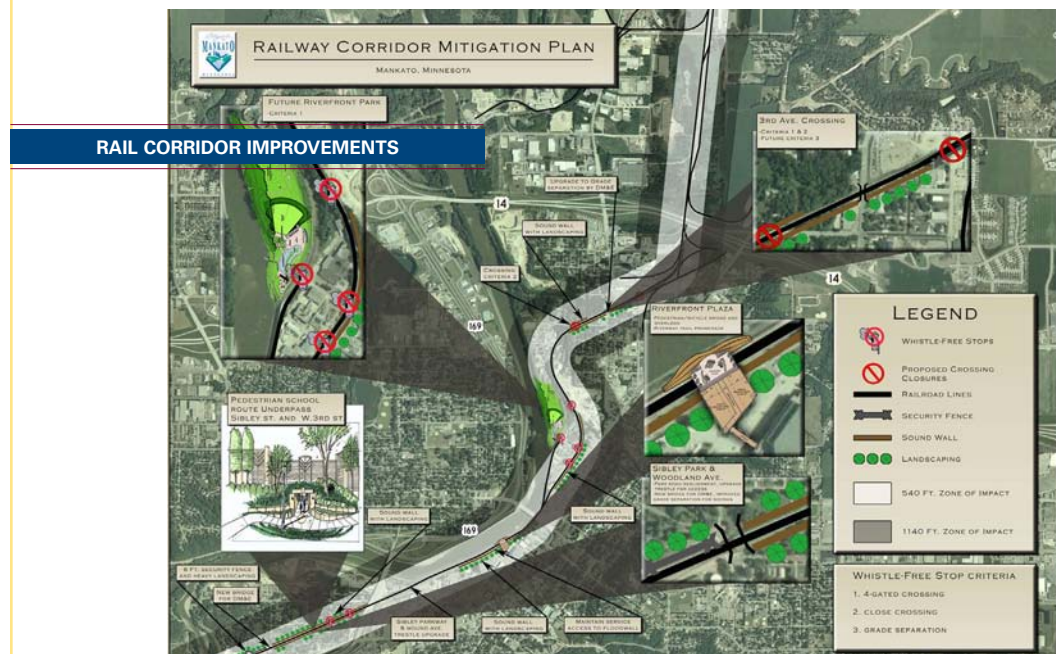 RAILWAY CORRIDOR MITIGATION PLAN
MANKATO, MINNESOTA
MANKATO
MINNESOTA
FUTURE RIVERFRONT PARK
-CRITERIA 1
RAIL CORRIDOR IMPROVEMENTS
3RD AVE. CROSSING
-CRITERIA 1 & 2
-FUTURE CRITERIA 3
UPGRADE TO GRADE
SEPARATION BY DM&E
14
SOUND WALL
WITH LANDSCAPING
CROSSING
CRITERIA 2
14
169
RIVERFRONT PLAZA
PEDESTRIAN/BICYCLE BRIDGE AND
OVERLOOK
LEGEND
WHISTLE-FREE STOPS
PROPOSED CROSSING
CLOSURES
RAILROAD LINES
SECURITY FENCE
SOUND WALL
LANDSCAPING
540 FT. ZONE OF IMPACT
1140 FT. ZONE OF IMPACT
PEDESTRIAN SCHOOL
ROUTE UNDERPASS
SIBLEY ST. AND W.3RD ST
SIBLEY PARK &
WOODLAND AVE.
SOUND WALL
WITH LANDSCAPING
169
SOUND WALL
WITH LANDSCAPING
6 FT. SECURITY FENCE
AND HEAVY LANDSCAPING
NEW BRIDGE
FOR DM&E
SIBLEY PARKWAY
& MOUND AVE.
TRESTLE UPGRADE
SOUND WALL
WITH LANDSCAPING
MAINTAIN SERVICE
ACCESS TO FLOODWALL
WHISTLE-FREE STOP CRITERIA
1. 4-GATED CROSSING
2. CLOSE CROSSING
3. GRADE SEPARATION